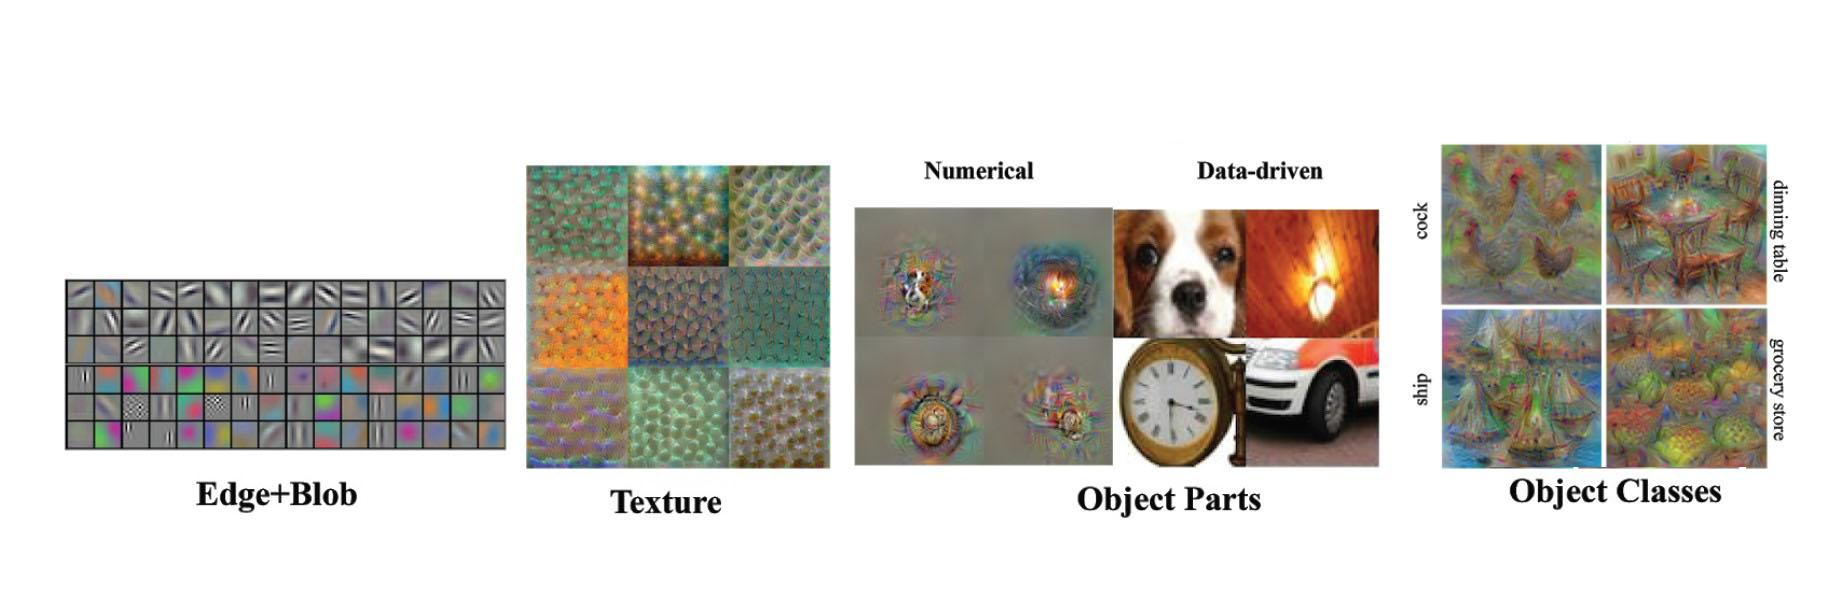 Numerical
Data-driven
cock
dinning table
ship
grocery store
Edge+Blob
Texture
Object Parts
Object Classes